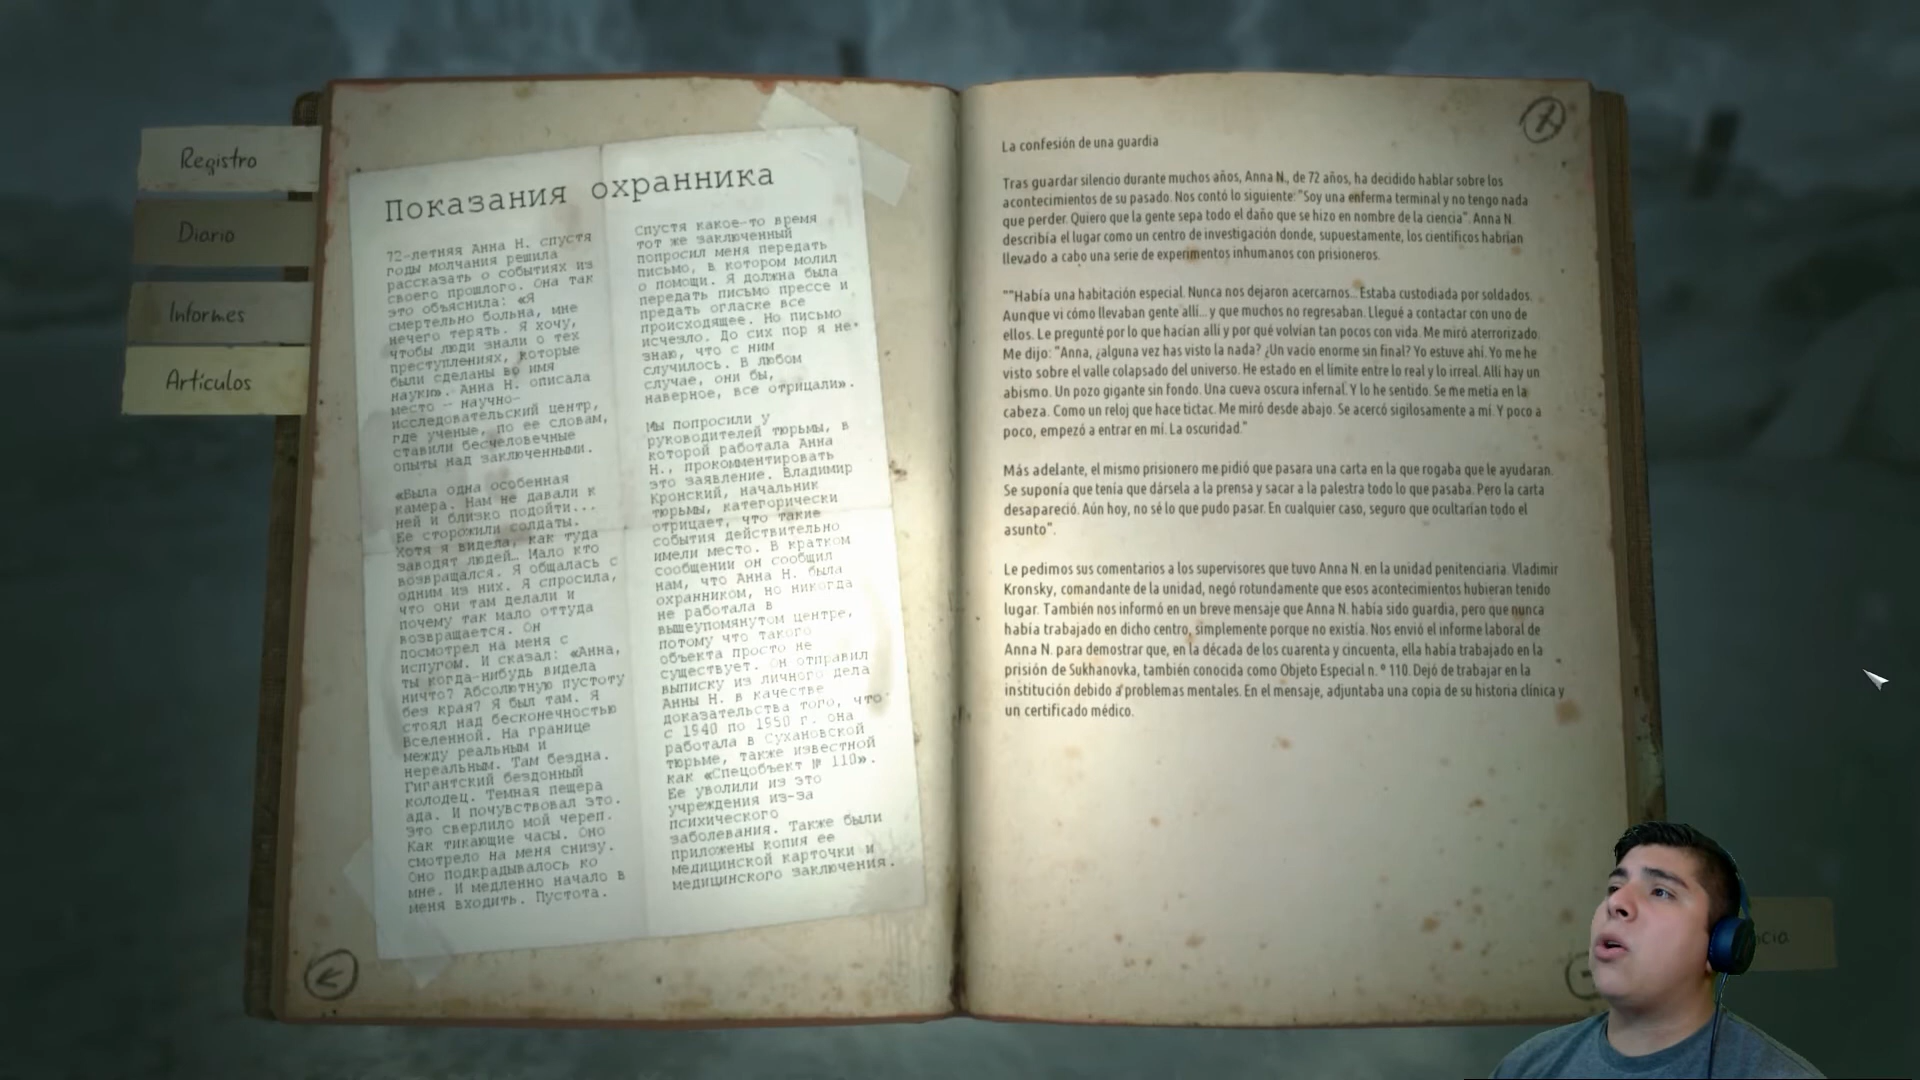 Registro
Diario
Informes
Artículos
Показания охранника
72-летняя Анна Н. спустя
годы молчания решила
рассказать о событиях из
своего прошлого. Она так
это объяснила: «Я
смертельно больна, мне
нечего терять. Я хочу,
чтобы люди знали о тех
преступлениях, которые
были сделаны во имя
науки». Анна Н. описала
место — научно-
исследовательский центр,
где ученые, по ее словам,
ставили бесчеловечные
опыты над заключенными.
«Была одна особенная
камера. Нам не давали к
ней и близко подойти...
Ее сторожили солдаты.
Хотя я видела, как туда
заводят людей… Мало кто
возвращался. Я общалась с
одним из них. Я спросила,
что они там делали и
почему так мало оттуда
возвращается. Он
посмотрел на меня с
испугом. И сказал: «Анна,
ты когда-нибудь видела
ничто? Абсолютную пустоту
без края? Я был там. Я
стоял над бесконечностью
Вселенной. На границе
между реальным и
нереальным. Там бездна.
Гигантский бездонный
колодец. Темная пещера
ада. И почувствовал это.
Это сверлило мой череп.
Как тикающие часы. Оно
смотрело на меня снизу.
Оно подкрадывалось ко
мне. И медленно начало в
меня входить. Пустота.
Спустя какое-то время
тот же заключенный
попросил меня передать
письмо, в котором молил
о помощи. Я должна была
передать письмо прессе и
предать огласке все
происходящее. Но письмо
исчезло. До сих пор я не
знаю, что с ним
случилось. В любом
случае, они бы,
наверное, все отрицали».
Мы попросили у
руководителей тюрьмы, в
которой работала Анна
Н., прокомментировать
это заявление. Владимир
Кронский, начальник
тюрьмы, категорически
отрицает, что такие
события действительно
имели место. В кратком
сообщении он сообщил
нам, что Анна Н. была
охранником, но никогда
не работала в
вышеупомянутом центре,
потому что такого
объекта просто не
существует. Он отправил
выписку из личного дела
Анны Н. в качестве
доказательства того, что
с 1940 по 1950 г. она
работала в Сухановской
тюрьме, также известной
как «Спецобъект № 110».
Ее уволили из это
учреждения из-за
психического
заболевания. Также были
приложены копия ее
медицинской карточки и
медицинского заключения.
La confesión de una guardia
Tras guardar silencio durante muchos años, Anna N., de 72 años, ha decidido hablar sobre los
acontecimientos de su pasado. Nos contó lo siguiente: "Soy una enferma terminal y no tengo nada
que perder. Quiero que la gente sepa todo el daño que se hizo en nombre de la ciencia". Anna N.
describía el lugar como un centro de investigación donde, supuestamente, los científicos habrían
llevado a cabo una serie de experimentos inhumanos con prisioneros.
""Había una habitación especial. Nunca nos dejaron acercarnos... Estaba custodiada por soldados.
Aunque vi cómo llevaban gente allí... y que muchos no regresaban. Llegué a contactar con uno de
ellos. Le pregunté por lo que hacían allí y por qué volvían tan pocos con vida. Me miró aterrorizado.
Me dijo: "Anna, ¿alguna vez has visto la nada? ¿Un vacío enorme sin final? Yo estuve ahí. Yo me he
visto sobre el valle colapsado del universo. He estado en el límite entre lo real y lo irreal. Allí hay un
abismo. Un pozo gigante sin fondo. Una cueva oscura infernal. Y lo he sentido. Se me metía en la
cabeza. Como un reloj que hace tictac. Me miró desde abajo. Se acercó sigilosamente a mí. Y poco a
poco, empezó a entrar en mí. La oscuridad."
Más adelante, el mismo prisionero me pidió que pasara una carta en la que rogaba que le ayudaran.
Se suponía que tenía que dársela a la prensa y sacar a la palestra todo lo que pasaba. Pero la carta
desapareció. Aún hoy, no sé lo que pudo pasar. En cualquier caso, seguro que ocultarían todo el
asunto".
Le pedimos sus comentarios a los supervisores que tuvo Anna N. en la unidad penitenciaria. Vladimir
Kronsky, comandante de la unidad, negó rotundamente que esos acontecimientos hubieran tenido
lugar. También nos informó en un breve mensaje que Anna N. había sido guardia, pero que nunca
había trabajado en dicho centro, simplemente porque no existía. Nos envió el informe laboral de
Anna N. para demostrar que, en la década de los cuarenta y cincuenta, ella había trabajado en la
prisión de Sukhanovka, también conocida como Objeto Especial n. º 110. Dejó de trabajar en la
institución debido a problemas mentales. En el mensaje, adjuntaba una copia de su historia clínica y
un certificado médico.